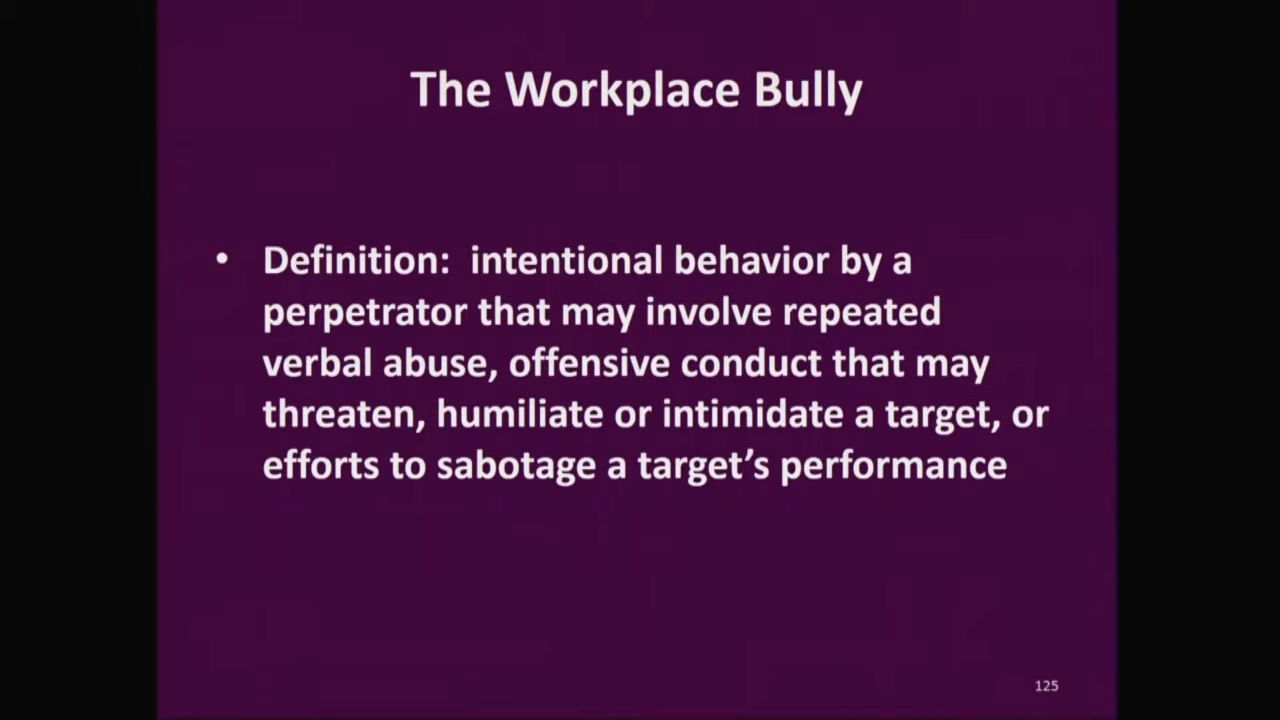 The Workplace Bully
• Definition:  intentional behavior by a
perpetrator that may involve repeated
verbal abuse, offensive conduct that may
threaten, humiliate or intimidate a target, or
efforts to sabotage a target’s performance
125